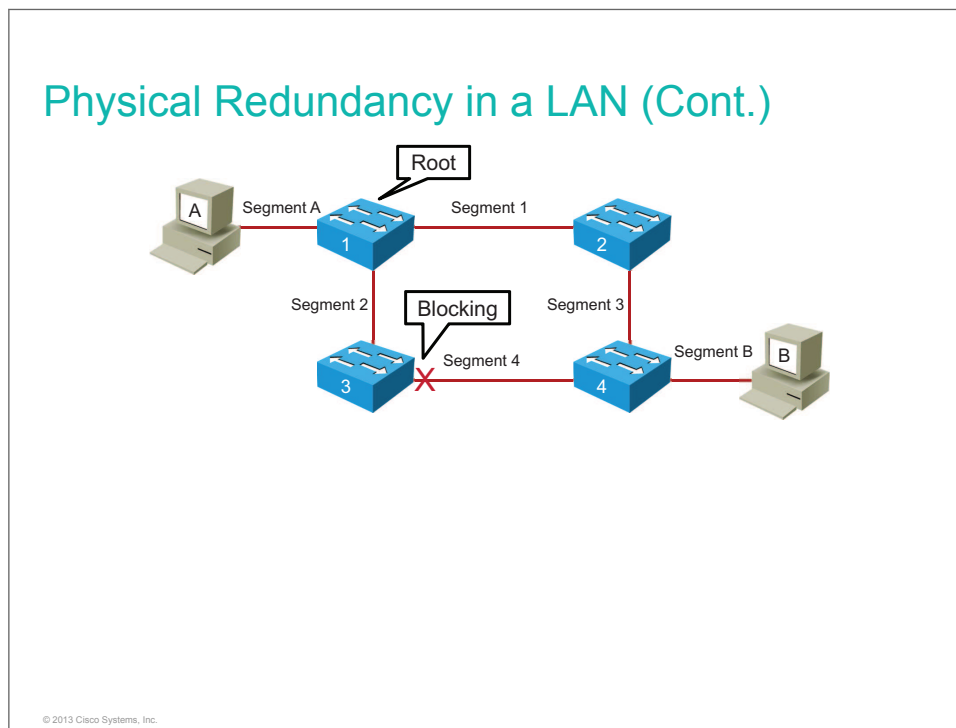 Physical Redundancy in a LAN (Cont.)
Root
A
Segment A
Segment 1
1
2
Segment 2
Blocking
Segment 3
Segment B
B
Segment 4
3
X
4
© 2013 Cisco Systems, Inc.